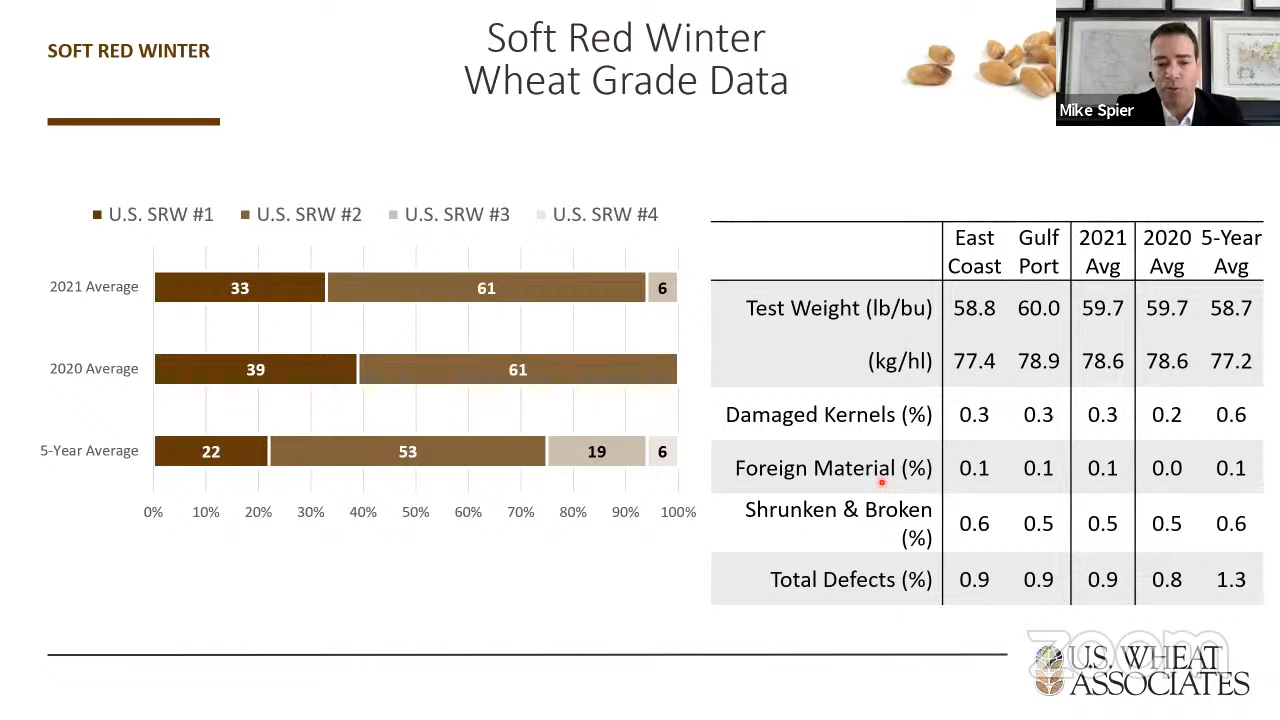 SOFT RED WINTER
Soft Red Winter
Wheat Grade Data
Mike Spier
U.S. SRW #1 U.S. SRW #2 U.S. SRW #3 U.S. SRW #4
2021 Average 33 61 6
2020 Average 39 61
5-Year Average 22 53 19 6
0% 10% 20% 30% 40% 50% 60% 70% 80% 90% 100%
East Gulf 2021 2020 5-Year
Coast Port Avg Avg Avg
Test Weight (lb/bu) 58.8 60.0 59.7 59.7 58.7
(kg/hl) 77.4 78.9 78.6 78.6 77.2
Damaged Kernels (%) 0.3 0.3 0.3 0.2 0.6
Foreign Material (%) 0.1 0.1 0.1 0.0 0.1
Shrunken & Broken
(%) 0.6 0.5 0.5 0.5 0.6
Total Defects (%) 0.9 0.9 0.9 0.8 1.3
zoom
U.S. WHEAT
ASSOCIATES